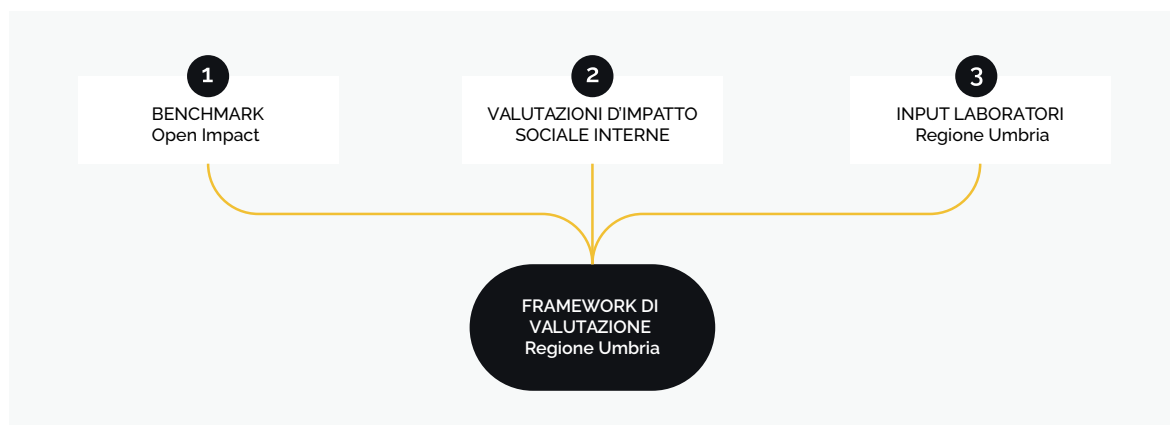 1
BENCHMARK
Open Impact
2
VALUTAZIONI D'IMPATTO
SOCIALE INTERNE
3
INPUT LABORATORI
Regione Umbria
FRAMEWORK DI
VALUTAZIONE
Regione Umbria